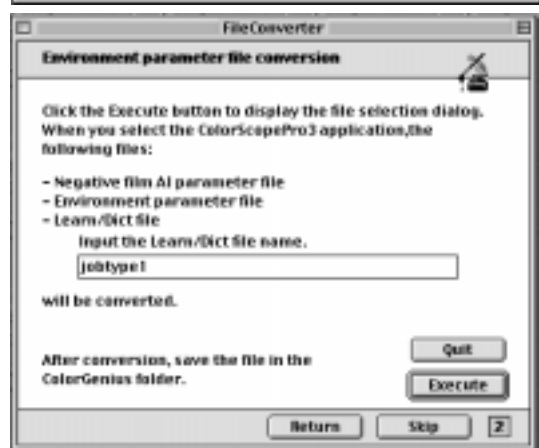 FileConverter
Environment parameter file conversion
Click the Execute button to display the file selection dialog.
When you select the ColorScopePro3 application,the
following files:
- Negative film AI parameter file
- Environment parameter file
- Learn/Dict file
Input the Learn/Dict file name.
jobtype1
will be converted.
After conversion, save the file in the
ColorGenius folder.
Quit
Execute
Return
Skip
2